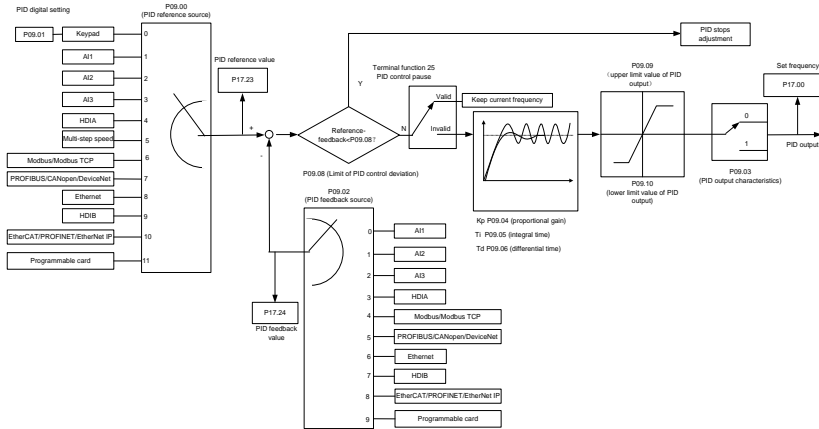 PID digital setting
P09.00
(PID reference source)
P09.01
Keypad
0
AI1
1
AI2
2
AI3
3
HDIA
4
Multi-step speed
5
Modbus/Modbus TCP
6
PROFIBUS/CANopen/DeviceNet
7
Ethernet
8
HDIB
9
EtherCAT/PROFINET/EtherNet IP
10
Programmable card
11
PID reference value
P17.23
+
-
Y
Reference-
feedback<P09.08?
N
P09.08 (Limit of PID control deviation)
PID stops
adjustment
Terminal function 25
PID control pause
Valid
Invalid
Keep current frequency
Kp P09.04 (proportional gain)
Ti P09.05 (integral time)
Td P09.06 (differential time)
P09.09
(upper limit value of PID
output)
P09.10
(lower limit value of PID
output)
0
1
P09.03
(PID output characteristics)
Set frequency
P17.00
PID output
P09.02
(PID feedback source)
0
AI1
1
AI2
2
AI3
3
HDIA
4
Modbus/Modbus TCP
5
PROFIBUS/CANopen/DeviceNet
6
Ethernet
7
HDIB
8
EtherCAT/PROFINET/EtherNet IP
9
Programmable card
P17.24
PID feedback
value